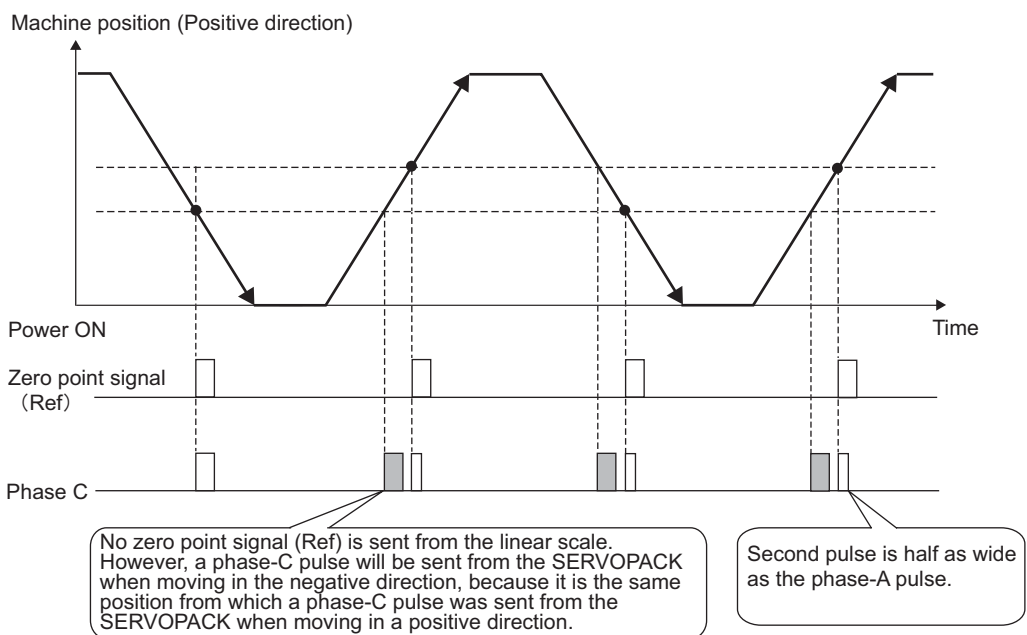 Machine position (Positive direction)
Power ON
Time
Zero point signal
（Ref）
Phase C
No zero point signal (Ref) is sent from the linear scale.
However, a phase-C pulse will be sent from the SERVOPACK
when moving in the negative direction, because it is the same
position from which a phase-C pulse was sent from the
SERVOPACK when moving in a positive direction.
Second pulse is half as wide
as the phase-A pulse.